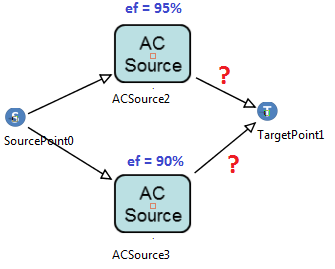 ef = 95%
AC
Source
?
ACSource2
S
T
SourcePoint0
TargetPoint1
ef = 90%
?
AC
Source
ACSource3